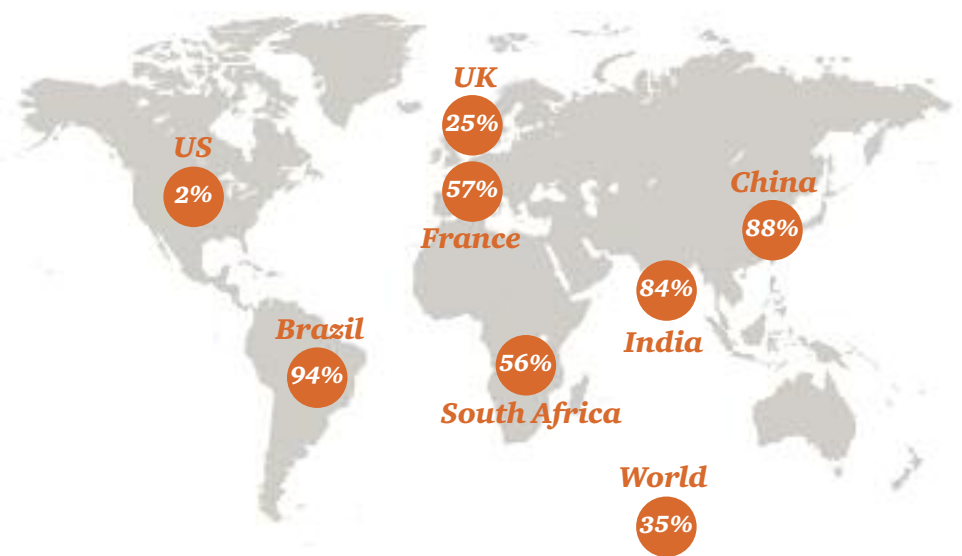 UK
25%
US
2%
57%
France
China
88%
84%
India
Brazil
94%
56%
South Africa
World
35%